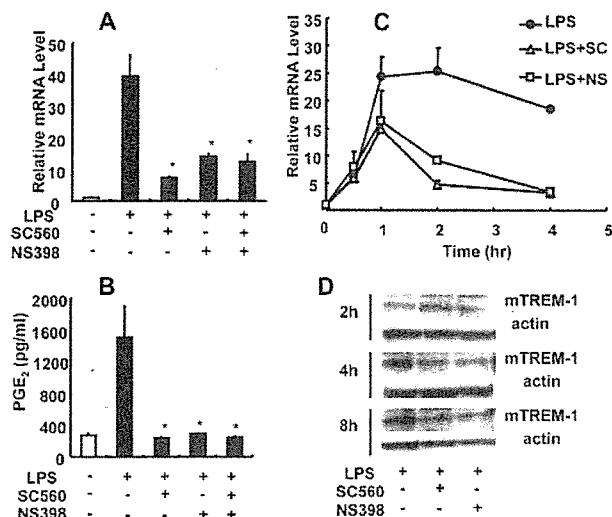 A
Relative mRNA Level
50
40
30
20
10
0
* * *
LPS - + + + +
SC560 - - + - +
NS398 - - - + +
B
PGE2 (pg/ml)
2000
1600
1200
800
400
0
* * *
LPS - + + + +
SC560 - - + - +
NS398 - - - + +
C
Relative mRNA Level
35
30
25
20
15
10
5
0 1 2 3 4 5
Time (hr)
LPS
LPS+SC
LPS+NS
D
2h
mTREM-1
actin
4h
mTREM-1
actin
8h
mTREM-1
actin
LPS + + +
SC560 - + -
NS398 - - +